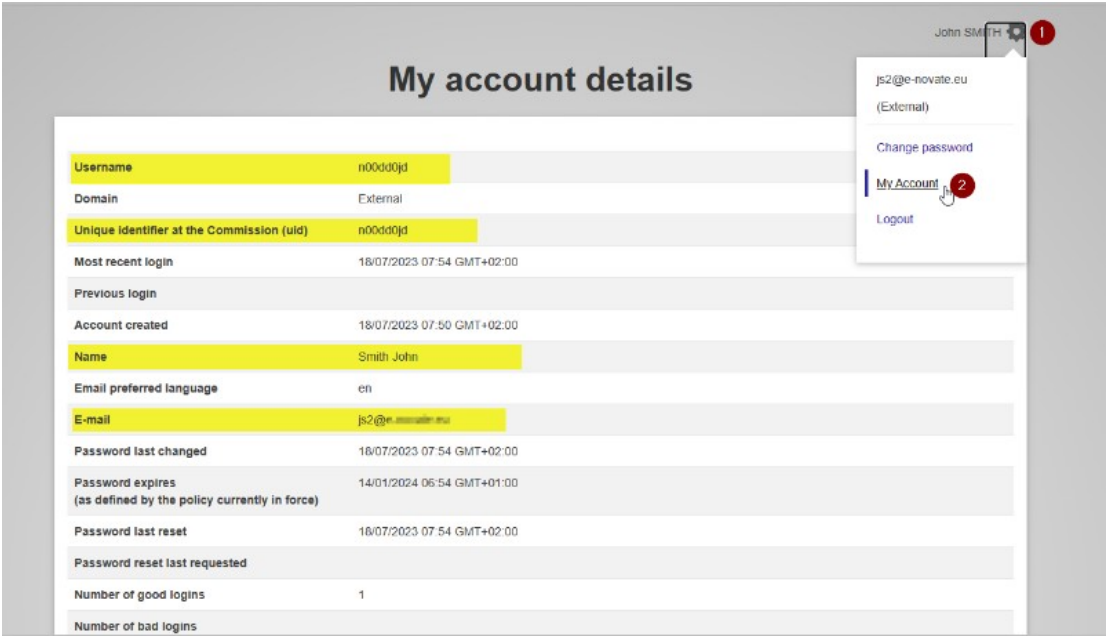 John SMITH
1
My account details
js2@e-novate.eu
(External)
Change password
My Account
2
Logout
Username n00dd0jd
Domain External
Unique identifier at the Commission (uid) n00dd0jd
Most recent login 18/07/2023 07:54 GMT+02:00
Previous login
Account created 18/07/2023 07:50 GMT+02:00
Name Smith John
Email preferred language en
E-mail js2@
Password last changed 18/07/2023 07:54 GMT+02:00
Password expires 14/01/2024 06:54 GMT+01:00
(as defined by the policy currently in force)
Password last reset 18/07/2023 07:54 GMT+02:00
Password reset last requested
Number of good logins 1
Number of bad logins